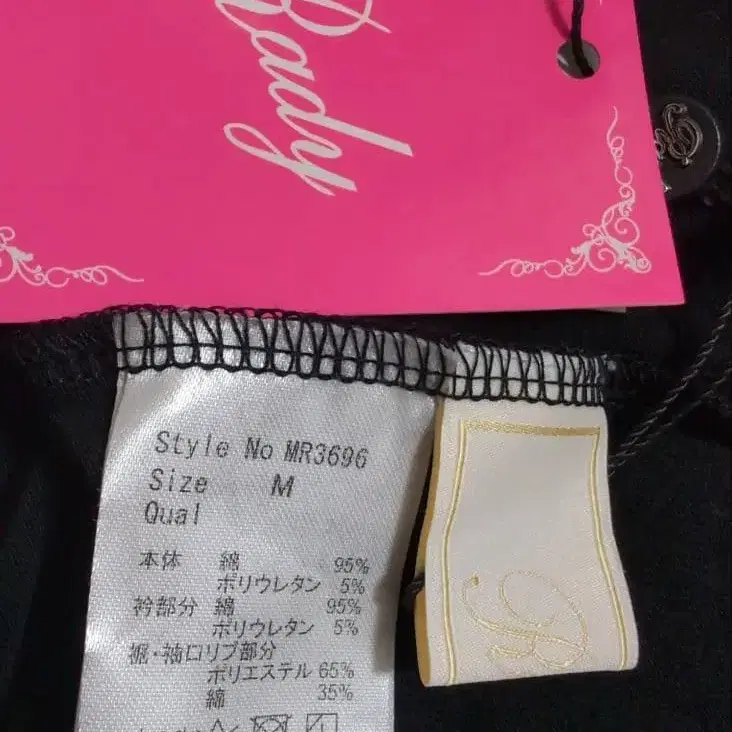 Rady
Style No MR3696
Size M
Qual
本体 綿 95%
ポリウレタン 5%
衿部分 綿 95%
ポリウレタン 5%
裾・袖口リブ部分
ポリエステル 65%
綿 35%
R